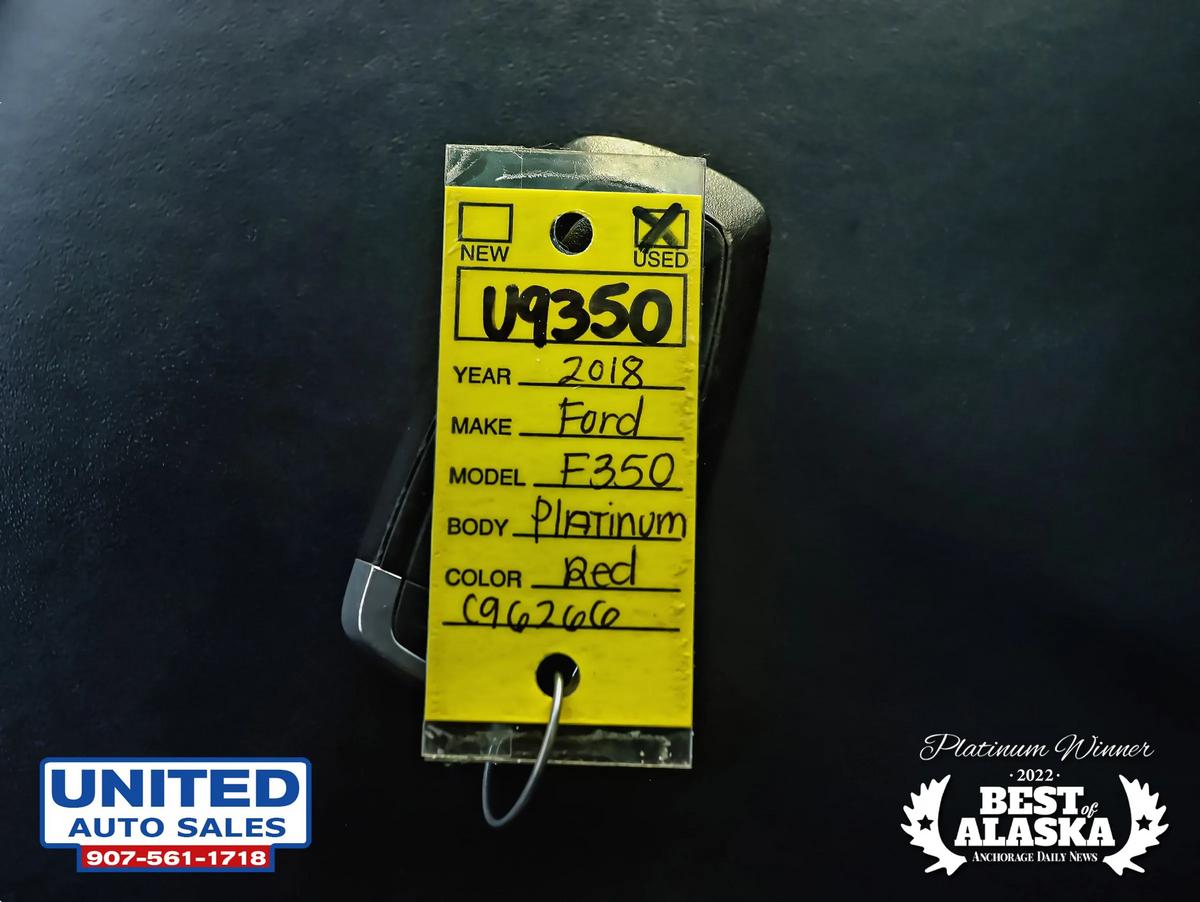 NEW
USED
U9350
YEAR 2018
MAKE Ford
MODEL F350
BODY Platinum
COLOR Red
C96266
UNITED
AUTO SALES
907-561-1718
Platinum Winner
· 2022 ·
BEST of
ALASKA
ANCHORAGE DAILY NEWS